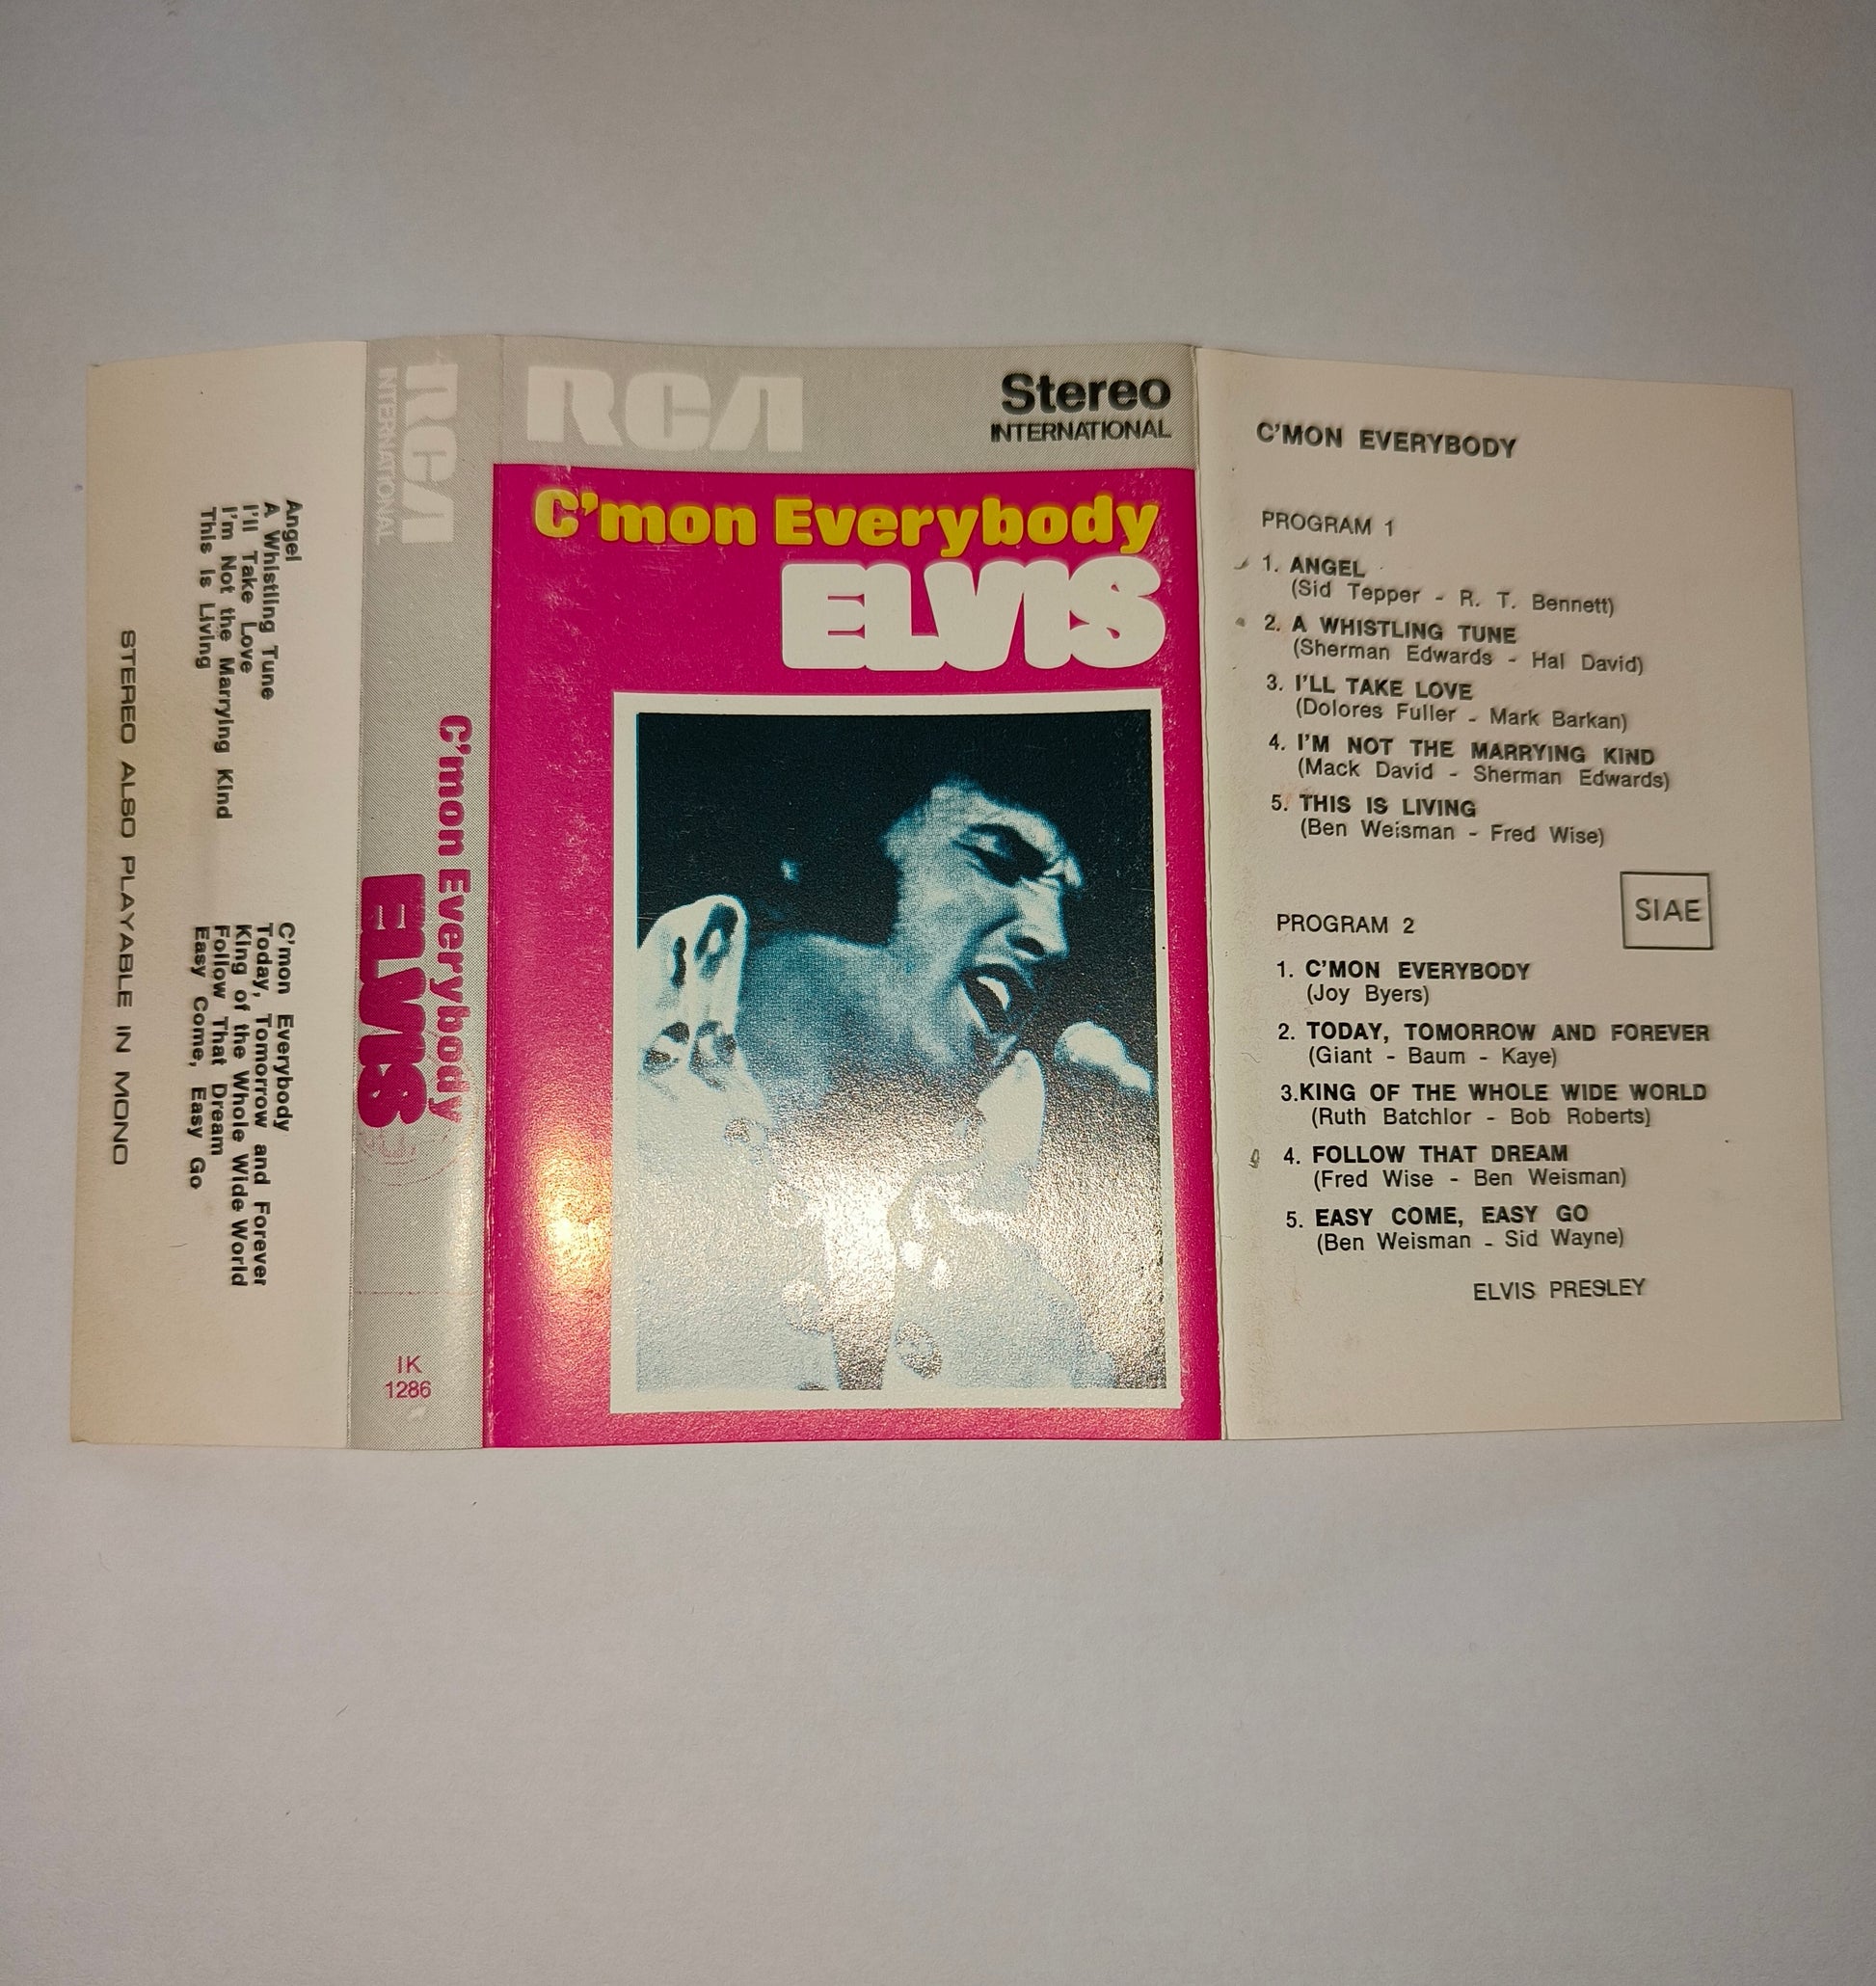 STEREO ALSO PLAYABLE IN MONO
Angel
A Whistling Tune
I'll Take Love
I'm Not the Marrying Kind
This is Living
C'mon Everybody
Today, Tomorrow and Forever
King of the Whole Wide World
Follow That Dream
Easy Come, Easy Go
RCA
INTERNATIONAL
C'mon Everybody
ELVIS
IK
1286
RCA
Stereo
INTERNATIONAL
C'mon Everybody
ELVIS
C'MON EVERYBODY
PROGRAM 1
1. ANGEL
(Sid Tepper - R. T. Bennett)
2. A WHISTLING TUNE
(Sherman Edwards - Hal David)
3. I'LL TAKE LOVE
(Dolores Fuller - Mark Barkan)
4. I'M NOT THE MARRYING KIND
(Mack David - Sherman Edwards)
5. THIS IS LIVING
(Ben Weisman - Fred Wise)
SIAE
PROGRAM 2
1. C'MON EVERYBODY
(Joy Byers)
2. TODAY, TOMORROW AND FOREVER
(Giant - Baum - Kaye)
3.KING OF THE WHOLE WIDE WORLD
(Ruth Batchlor - Bob Roberts)
4. FOLLOW THAT DREAM
(Fred Wise - Ben Weisman)
5. EASY COME, EASY GO
(Ben Weisman - Sid Wayne)
ELVIS PRESLEY